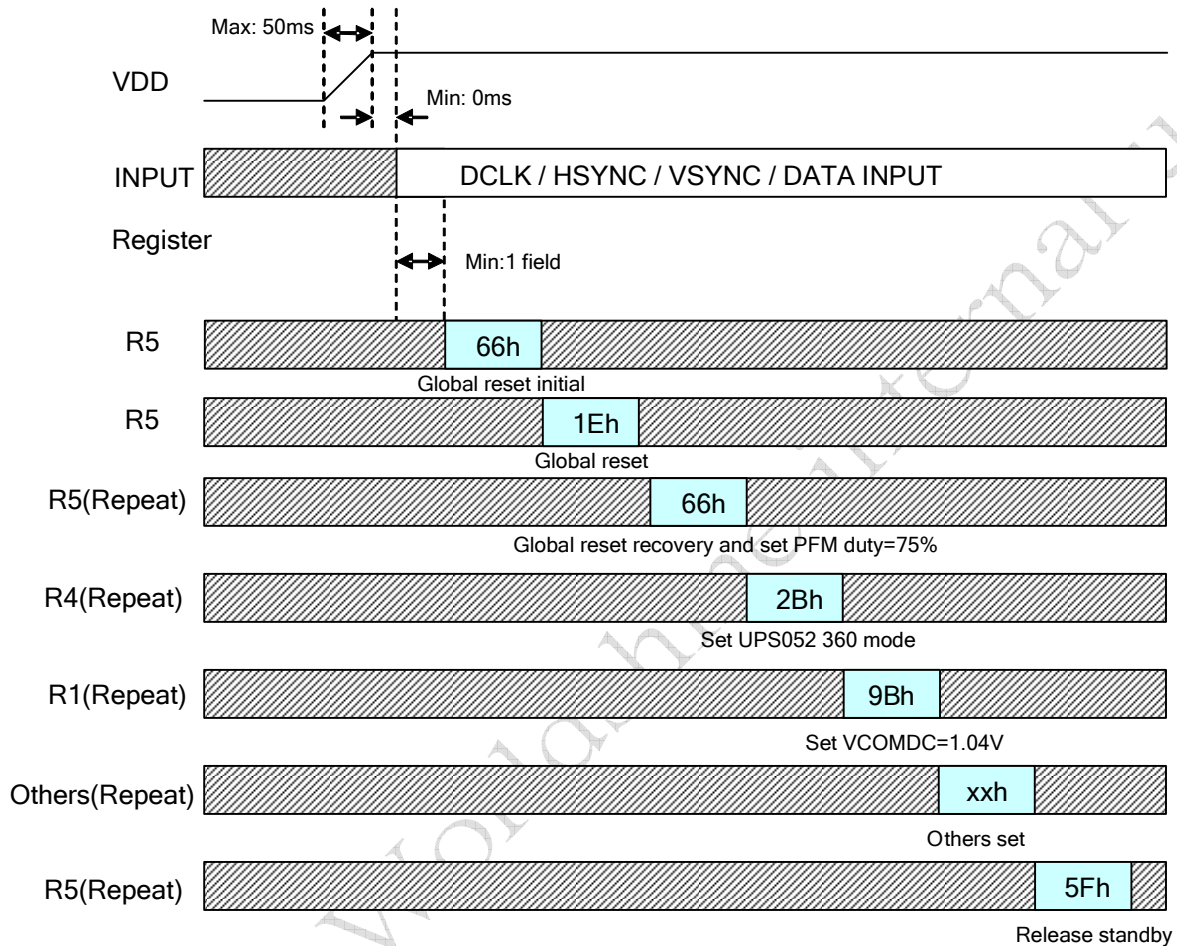 Max: 50ms
VDD
Min: 0ms
INPUT
DCLK / HSYNC / VSYNC / DATA INPUT
Register
Min:1 field
R5
66h
Global reset initial
R5
1Eh
Global reset
R5(Repeat)
66h
Global reset recovery and set PFM duty=75%
R4(Repeat)
2Bh
Set UPS052 360 mode
R1(Repeat)
9Bh
Set VCOMDC=1.04V
Others(Repeat)
xxh
Others set
R5(Repeat)
5Fh
Release standby